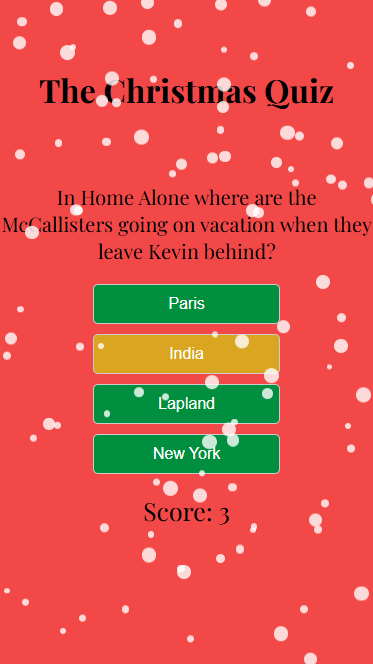 The Christmas Quiz
In Home Alone where are the
McCallisters going on vacation when they
leave Kevin behind?
Paris
India
Lapland
New York
Score: 3